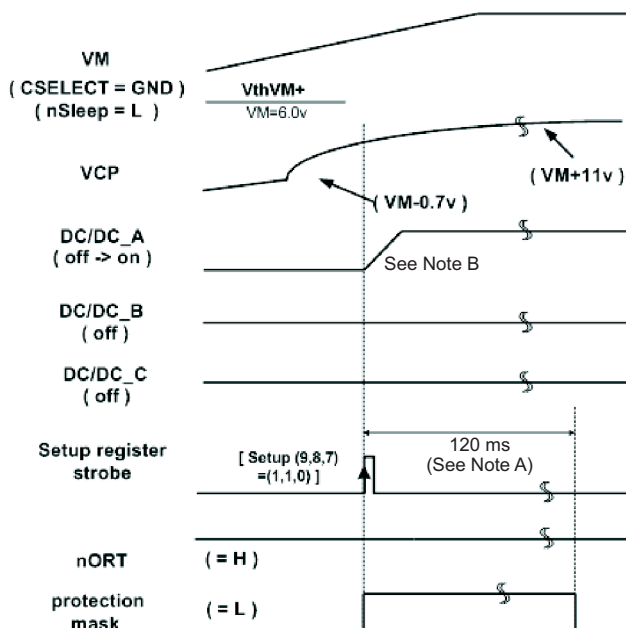 VM
( CSELECT = GND )
( nSleep = L )
VthVM+
VM=6.0v
VCP
( VM-0.7v )
( VM+11v )
DC/DC_A
( off -> on )
See Note B
DC/DC_B
( off )
DC/DC_C
( off )
Setup register
strobe
[ Setup (9,8,7)
=(1,1,0) ]
120 ms
(See Note A)
nORT
( = H )
protection
mask
( = L )